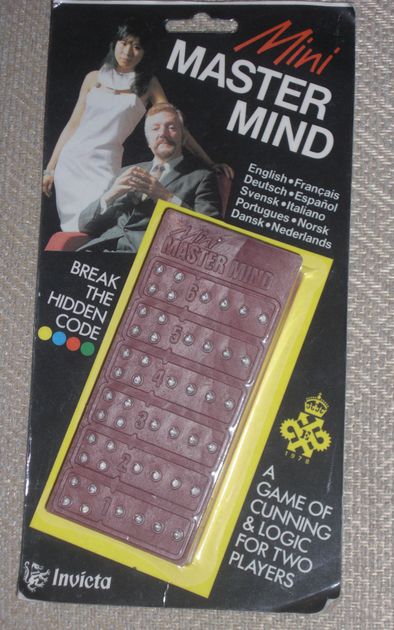 Mini
MASTER
MIND
English • Français
Deutsch • Español
Svensk • Italiano
Portugues • Norsk
Dansk • Nederlands
BREAK
THE
HIDDEN
CODE
Mini
MASTER MIND
6
5
4
3
2
1
E
1978
A
GAME OF
CUNNING
& LOGIC
FOR TWO
PLAYERS
Invicta